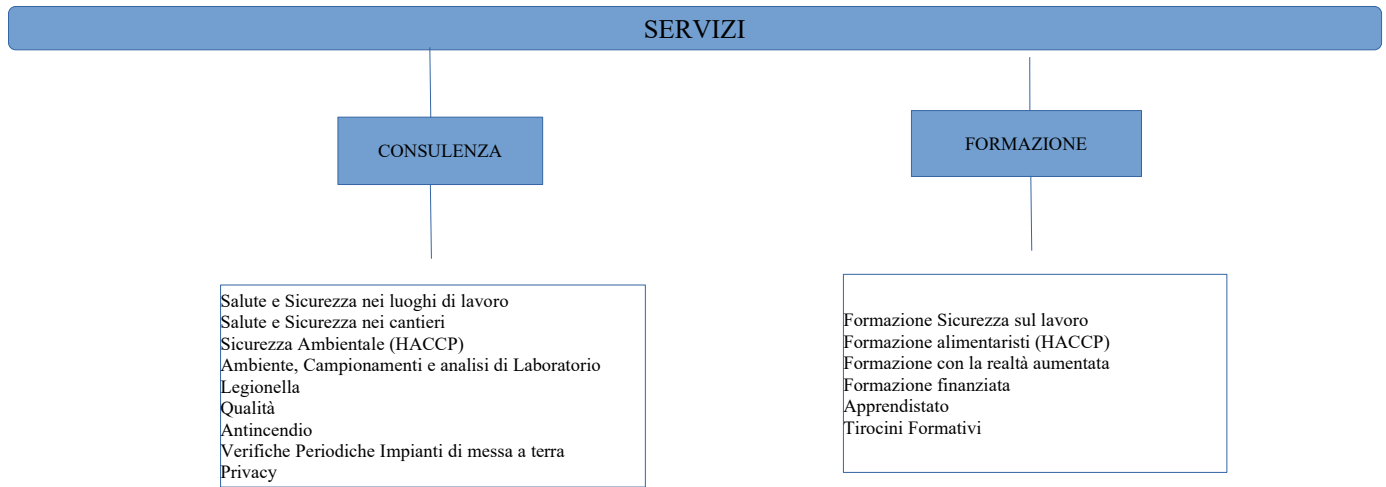 SERVIZI
CONSULENZA
FORMAZIONE
Salute e Sicurezza nei luoghi di lavoro
Salute e Sicurezza nei cantieri
Sicurezza Ambientale (HACCP)
Ambiente, Campionamenti e analisi di Laboratorio
Legionella
Qualità
Antincendio
Verifiche Periodiche Impianti di messa a terra
Privacy
Formazione Sicurezza sul lavoro
Formazione alimentaristi (HACCP)
Formazione con la realtà aumentata
Formazione finanziata
Apprendistato
Tirocini Formativi